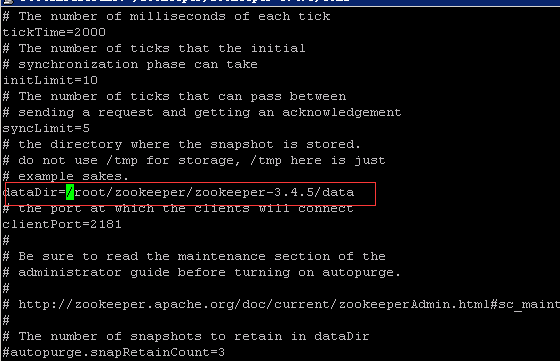 # The number of milliseconds of each tick
tickTime=2000
# The number of ticks that the initial
# synchronization phase can take
initLimit=10
# The number of ticks that can pass between
# sending a request and getting an acknowledgement
syncLimit=5
# the directory where the snapshot is stored.
# do not use /tmp for storage, /tmp here is just
# example sakes.
dataDir=/root/zookeeper/zookeeper-3.4.5/data
# the port at which the clients will connect
clientPort=2181
#
# Be sure to read the maintenance section of the
# administrator guide before turning on autopurge.
#
# http://zookeeper.apache.org/doc/current/zookeeperAdmin.html#sc_maint
#
# The number of snapshots to retain in dataDir
#autopurge.snapRetainCount=3